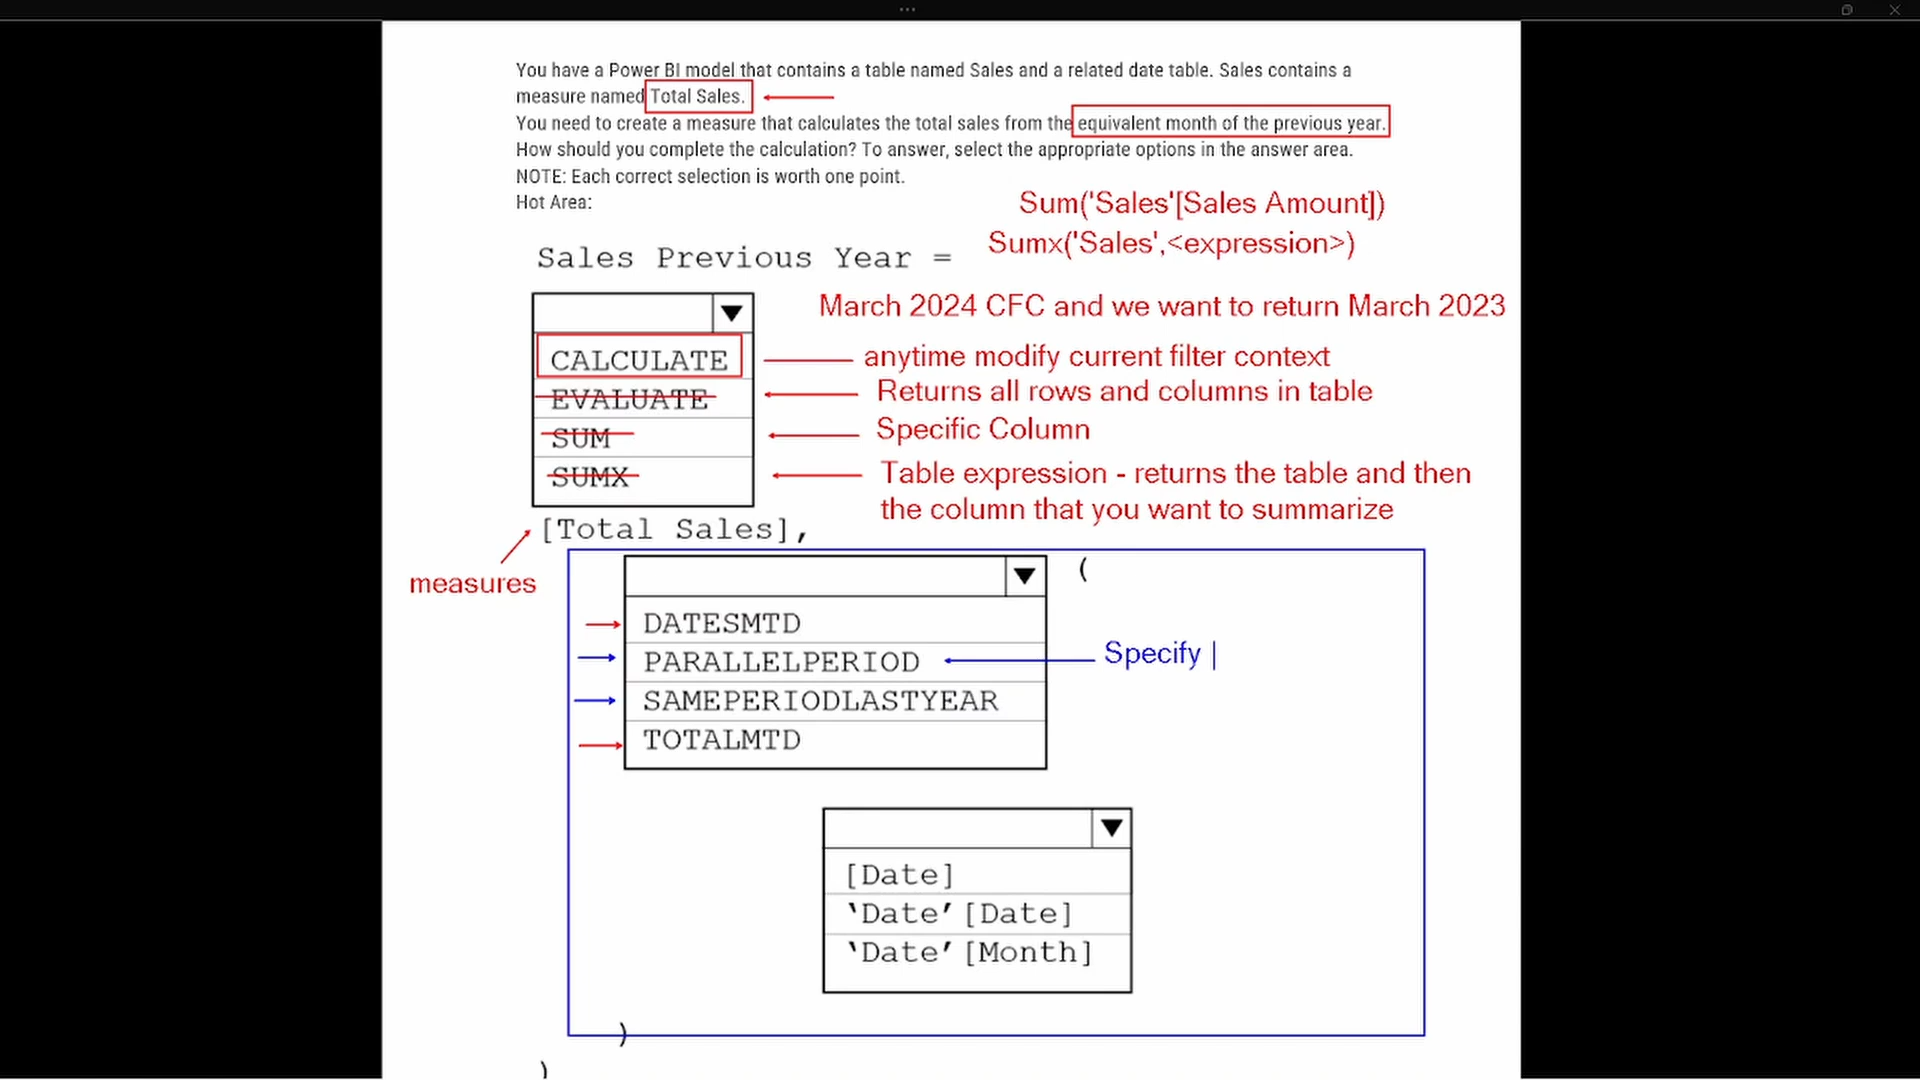 You have a Power BI model that contains a table named Sales and a related date table. Sales contains a
measure named Total Sales.
You need to create a measure that calculates the total sales from the equivalent month of the previous year.
How should you complete the calculation? To answer, select the appropriate options in the answer area.
NOTE: Each correct selection is worth one point.
Hot Area:
Sum('Sales'[Sales Amount])
Sumx('Sales',<expression>)
Sales Previous Year =
March 2024 CFC and we want to return March 2023
CALCULATE
anytime modify current filter context
EVALUATE
Returns all rows and columns in table
SUM
Specific Column
SUMX
Table expression - returns the table and then
the column that you want to summarize
[Total Sales],
measures
(
DATESMTD
PARALLELPERIOD
Specify |
SAMEPERIODLASTYEAR
TOTALMTD
[Date]
‘Date’[Date]
‘Date’[Month]
)
)